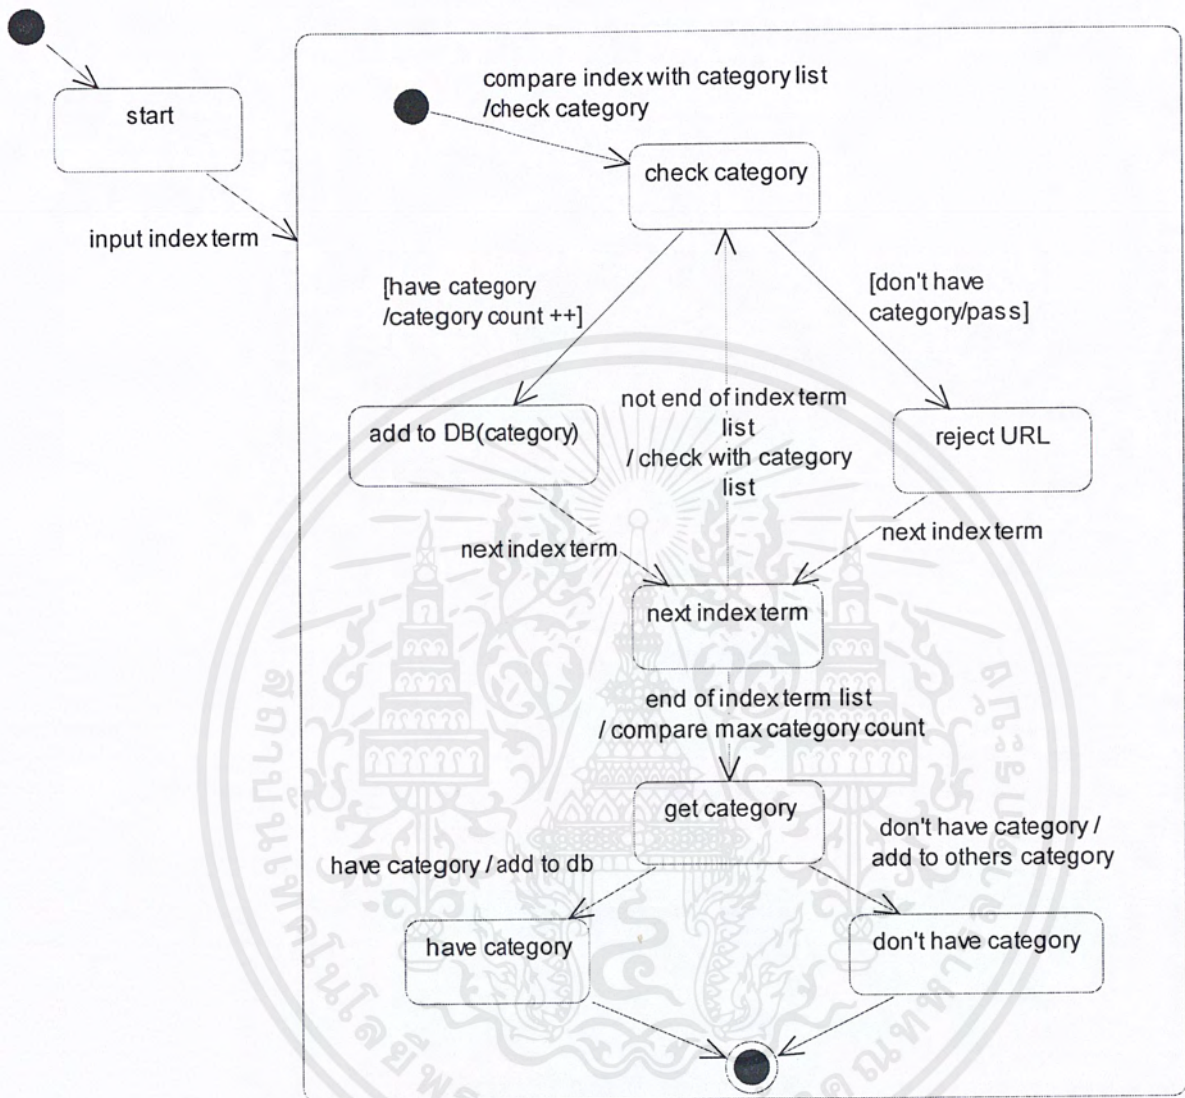 start
input index term
compare index with category list
/check category
check category
[have category
/category count ++]
[don't have
category/pass]
add to DB(category)
not end of index term
list
/ check with category
list
reject URL
next index term
next index term
next index term
end of index term list
/ compare max category count
get category
have category / add to db
don't have category /
add to others category
have category
don't have category